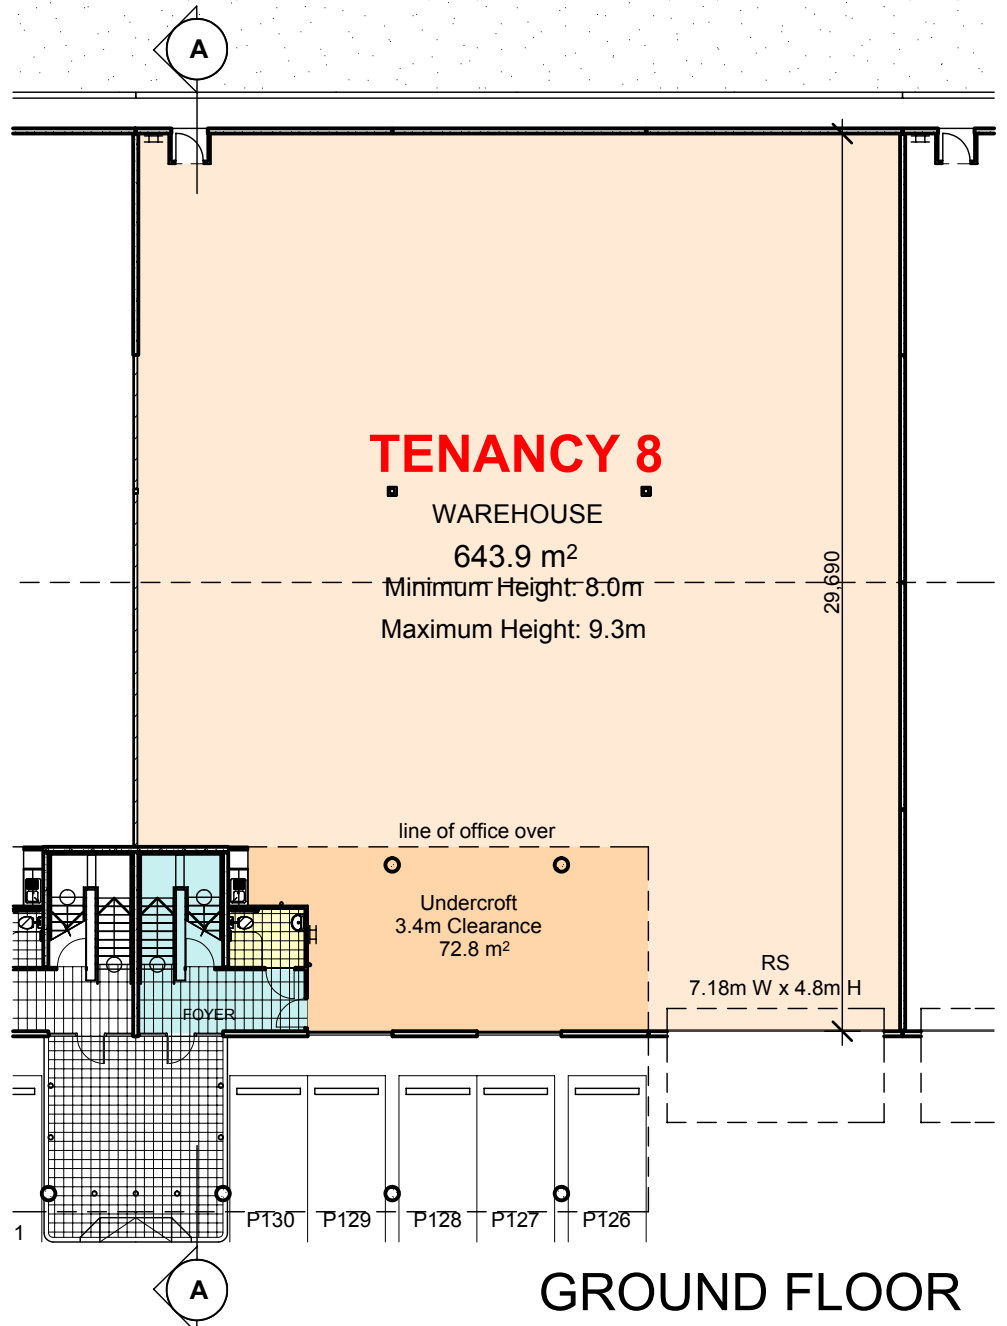 A
TENANCY 8
WAREHOUSE
643.9 m²
Minimum Height: 8.0m
Maximum Height: 9.3m
29,690
line of office over
Undercroft
3.4m Clearance
72.8 m²
RS
7.18m W x 4.8m H
FOYER
1
P130
P129
P128
P127
P126
A
GROUND FLOOR